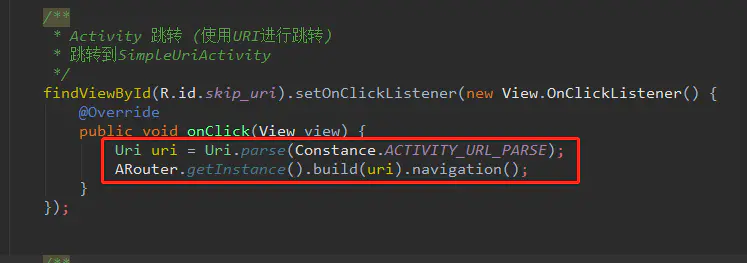 /**
 * Activity 跳转 (使用URI进行跳转)
 * 跳转到SimpleUriActivity
 */
findViewById(R.id.skip_uri).setOnClickListener(new View.OnClickListener() {
    @Override
    public void onClick(View view) {
        Uri uri = Uri.parse(Constance.ACTIVITY_URL_PARSE);
        ARouter.getInstance().build(uri).navigation();
    }
});
/**